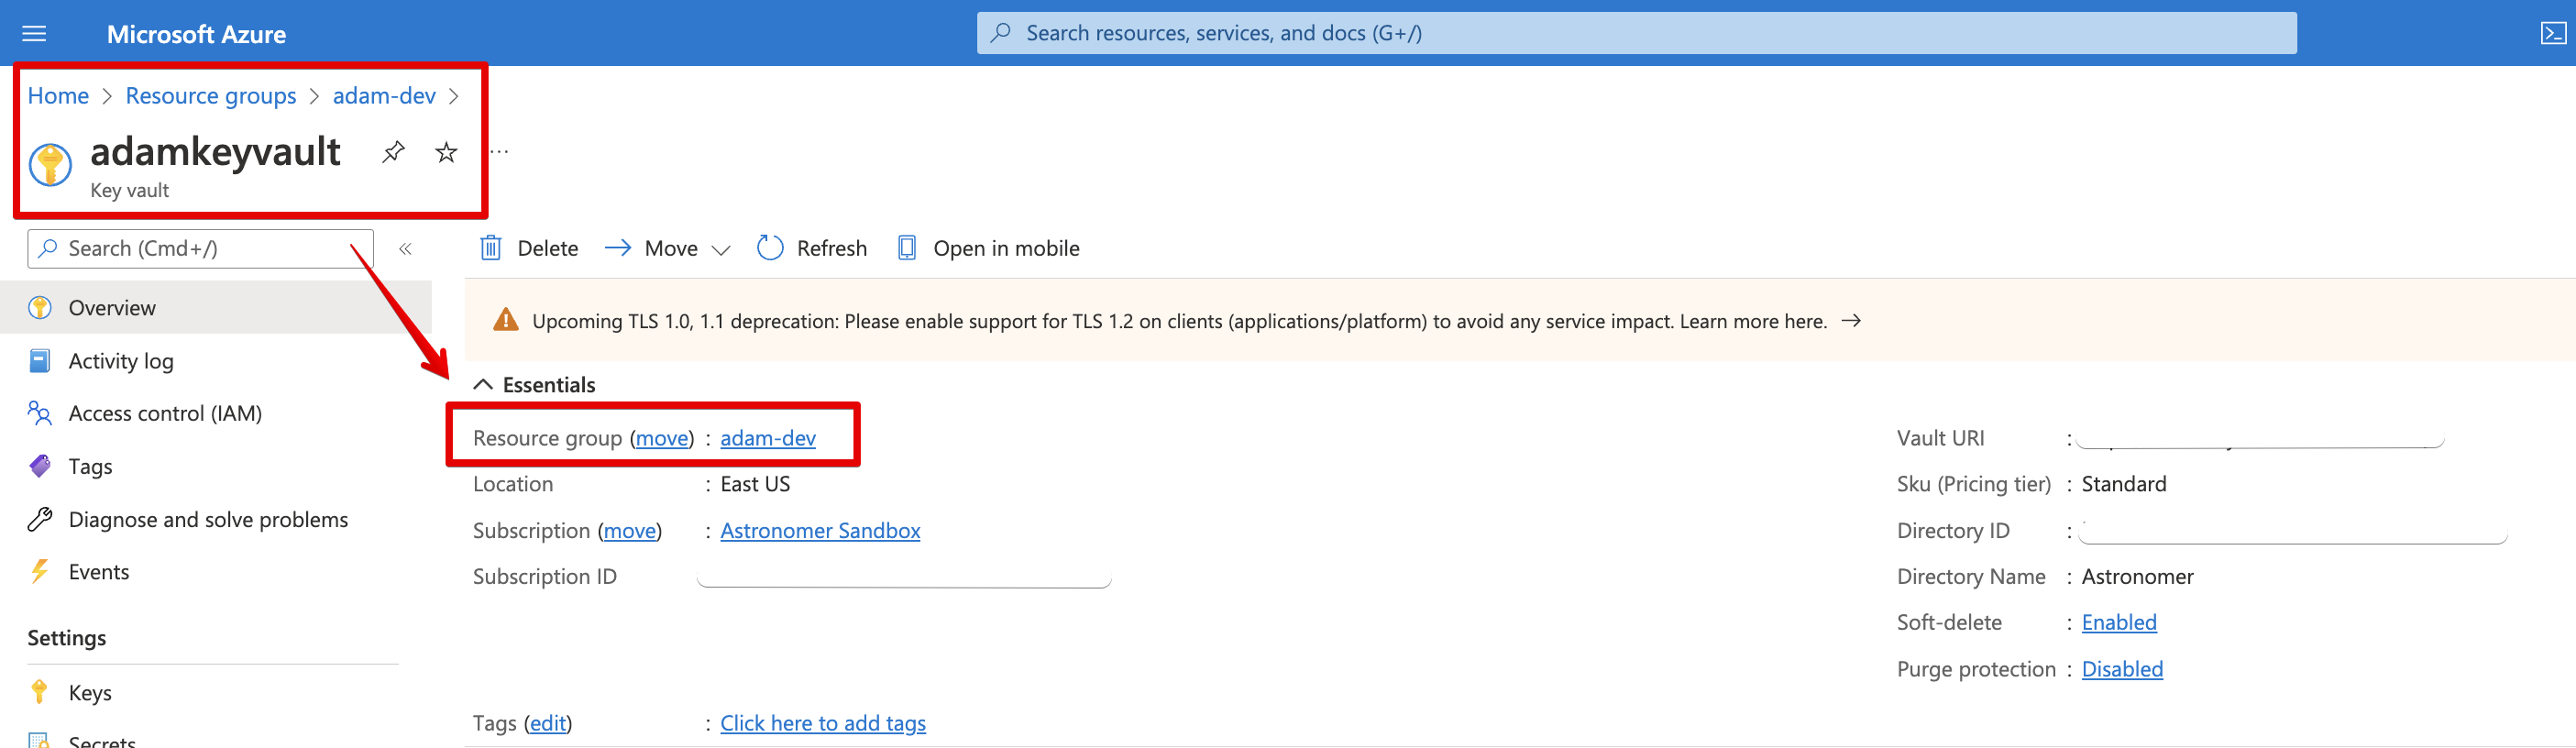 Microsoft Azure
Search resources, services, and docs (G+/)
Home > Resource groups > adam-dev >
adamkeyvault ...
Key vault
Search (Cmd+/) «
Delete Move Refresh Open in mobile
Overview
Activity log
Access control (IAM)
Tags
Diagnose and solve problems
Events
Settings
Keys
Secrets
Upcoming TLS 1.0, 1.1 deprecation: Please enable support for TLS 1.2 on clients (applications/platform) to avoid any service impact. Learn more here. →
Essentials
Resource group (move) : adam-dev
Location : East US
Subscription (move) : Astronomer Sandbox
Subscription ID
Tags (edit) : Click here to add tags
Vault URI :
Sku (Pricing tier) : Standard
Directory ID :
Directory Name : Astronomer
Soft-delete : Enabled
Purge protection : Disabled